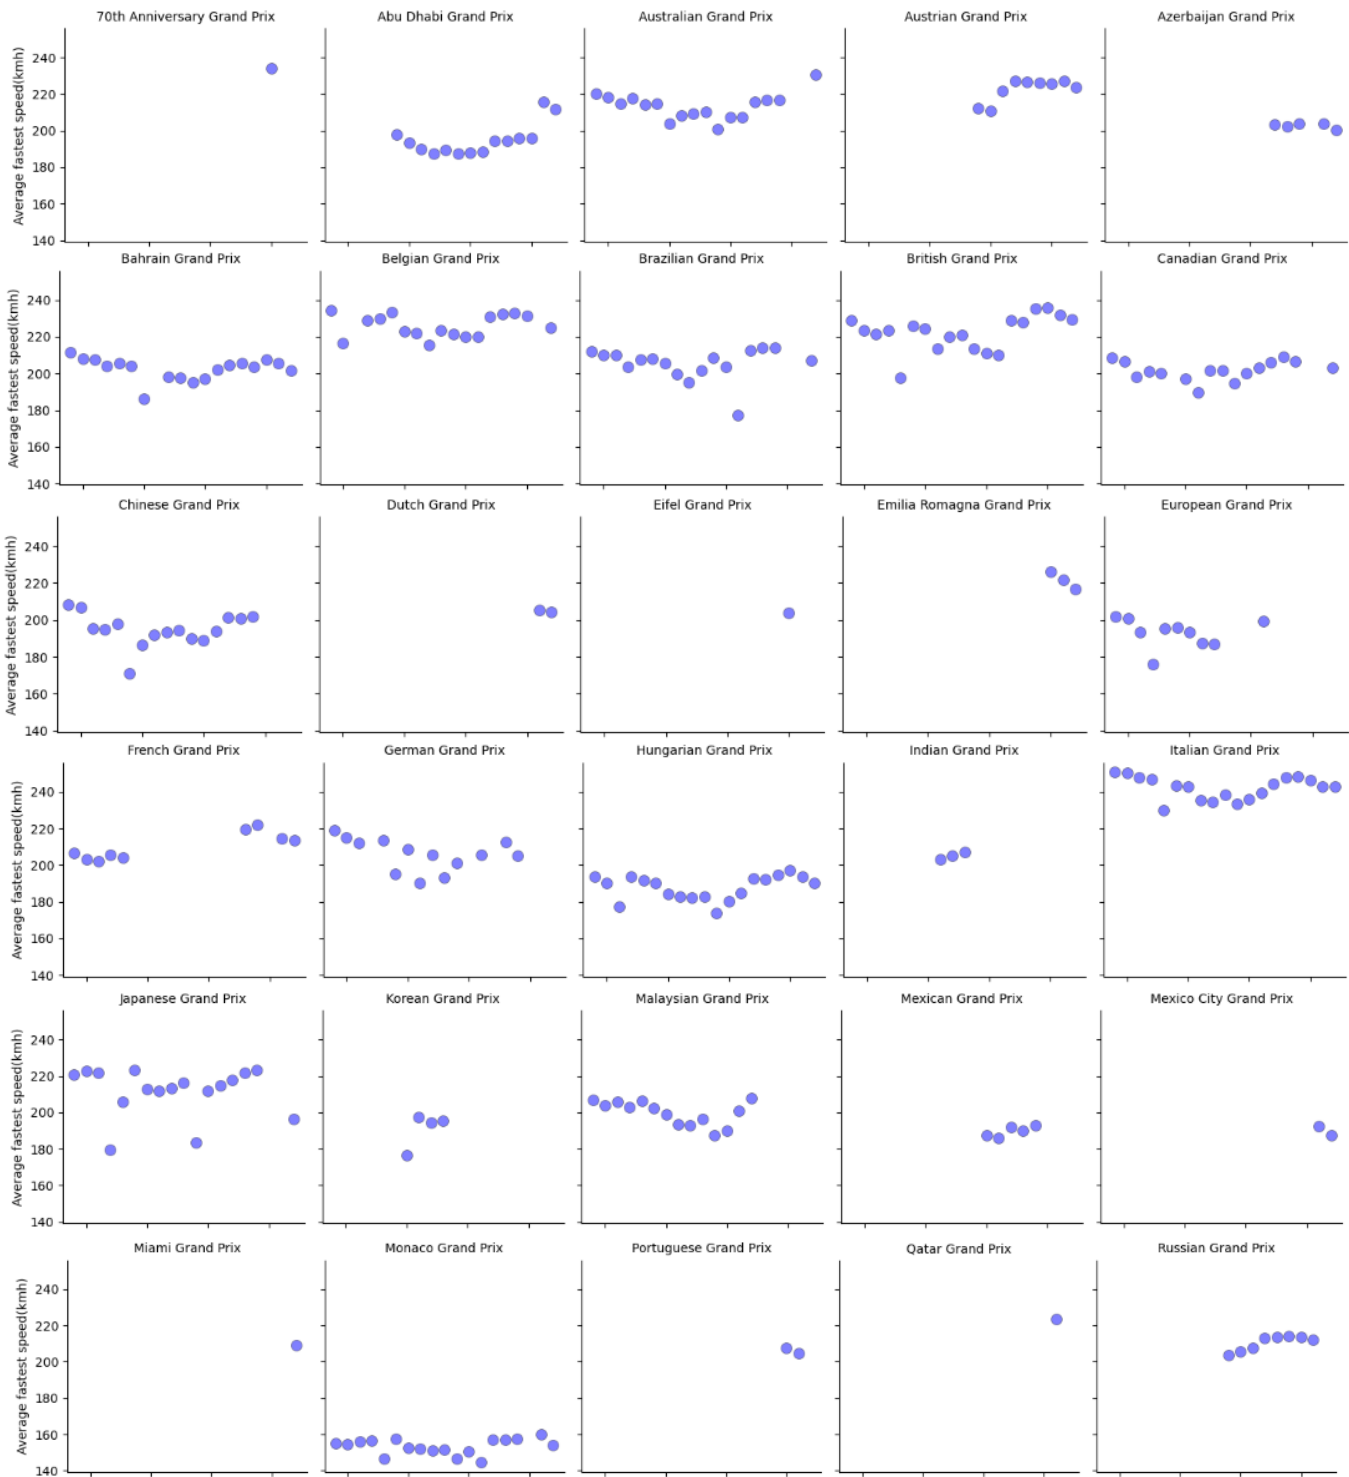 70th Anniversary Grand Prix
Abu Dhabi Grand Prix
Australian Grand Prix
Austrian Grand Prix
Azerbaijan Grand Prix
Average fastest speed(kmh)
240
220
200
180
160
140
Bahrain Grand Prix
Belgian Grand Prix
Brazilian Grand Prix
British Grand Prix
Canadian Grand Prix
Average fastest speed(kmh)
240
220
200
180
160
140
Chinese Grand Prix
Dutch Grand Prix
Eifel Grand Prix
Emilia Romagna Grand Prix
European Grand Prix
Average fastest speed(kmh)
240
220
200
180
160
140
French Grand Prix
German Grand Prix
Hungarian Grand Prix
Indian Grand Prix
Italian Grand Prix
Average fastest speed(kmh)
240
220
200
180
160
140
Japanese Grand Prix
Korean Grand Prix
Malaysian Grand Prix
Mexican Grand Prix
Mexico City Grand Prix
Average fastest speed(kmh)
240
220
200
180
160
140
Miami Grand Prix
Monaco Grand Prix
Portuguese Grand Prix
Qatar Grand Prix
Russian Grand Prix
Average fastest speed(kmh)
240
220
200
180
160
140